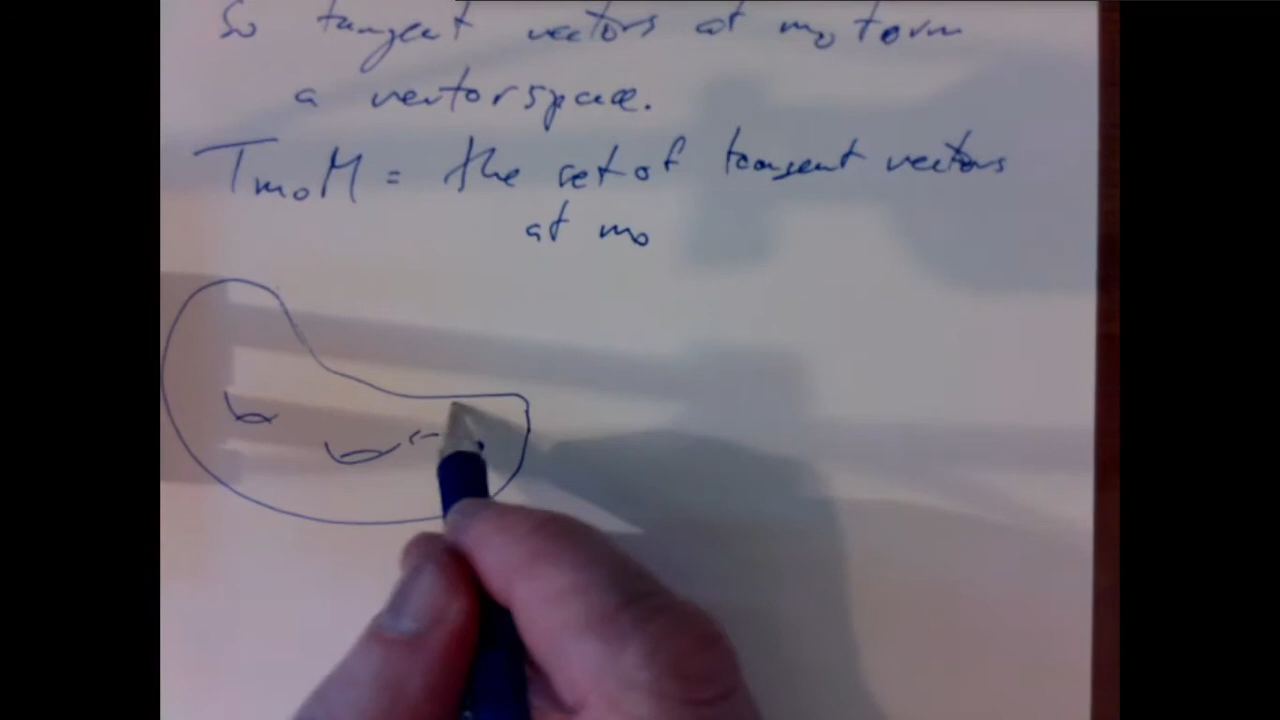 So tangent vectors at m₀ form
a vectorspace.
Tm₀M = the set of tangent vectors
at m₀